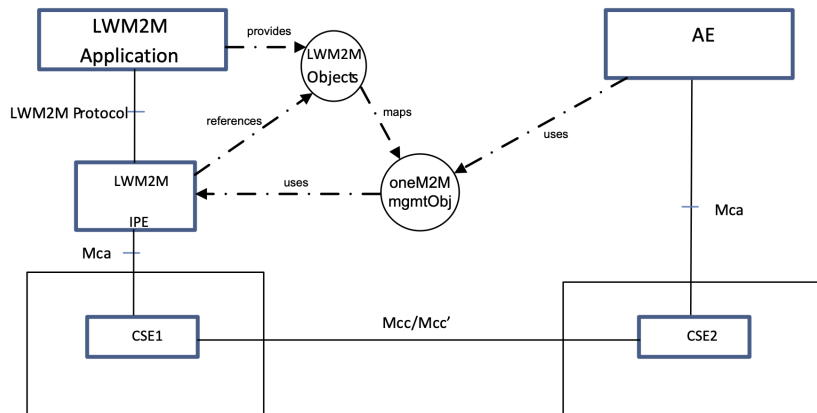 LWM2M
Application
provides
LWM2M
Objects
AE
LWM2M Protocol
references
maps
uses
LWM2M
IPE
uses
oneM2M
mgmtObj
Mca
Mca
CSE1
Mcc/Mcc’
CSE2